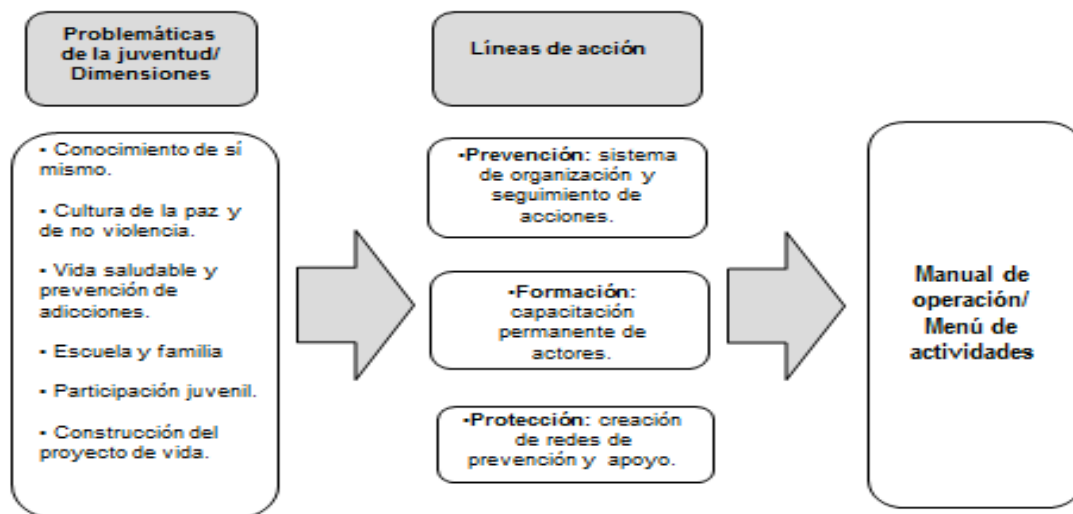 Problemáticas
de la juventud/
Dimensiones
• Conocimiento de sí
mismo.
• Cultura de la paz y
de no violencia.
• Vida saludable y
prevención de
adicciones.
• Escuela y familia
• Participación juvenil.
• Construcción del
proyecto de vida.
Líneas de acción
•Prevención: sistema
de organización y
seguimiento de
acciones.
•Formación:
capacitación
permanente de
actores.
•Protección: creación
de redes de
prevención y apoyo.
Manual de
operación/
Menú de
actividades